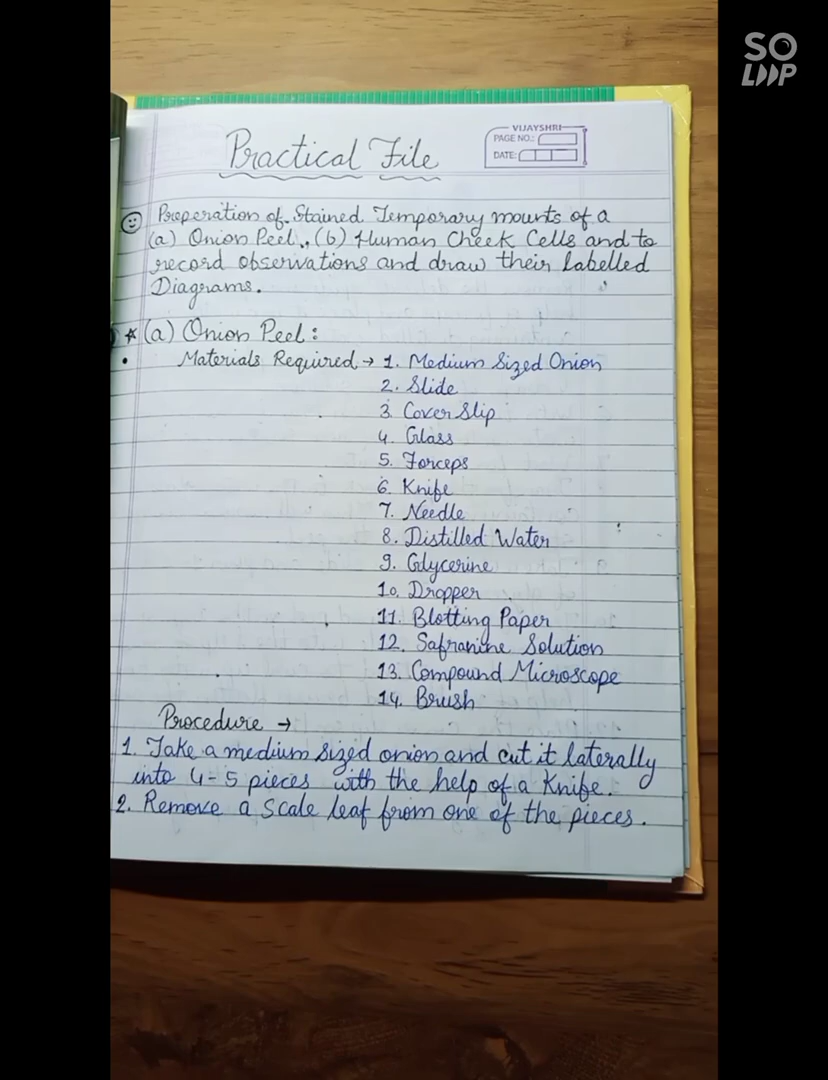 SO
LOOP
VIJAYSHRI
PAGE NO.:
DATE:
Practical File
Preperation of Stained Temporary mounts of a
(a) Onion Peel, (b) Human Cheek Cells and to
record observations and draw their Labelled
Diagrams.
(a) Onion Peel:
Materials Required → 1. Medium Sized Onion
2. Slide
3. Cover Slip
4. Glass
5. Forceps
6. Knife
7. Needle
8. Distilled Water
9. Glycerine
10. Dropper
11. Blotting Paper
12. Safranine Solution
13. Compound Microscope
14. Brush
Procedure →
1. Take a medium sized onion and cut it laterally
into 4-5 pieces with the help of a Knife.
2. Remove a scale leaf from one of the pieces.